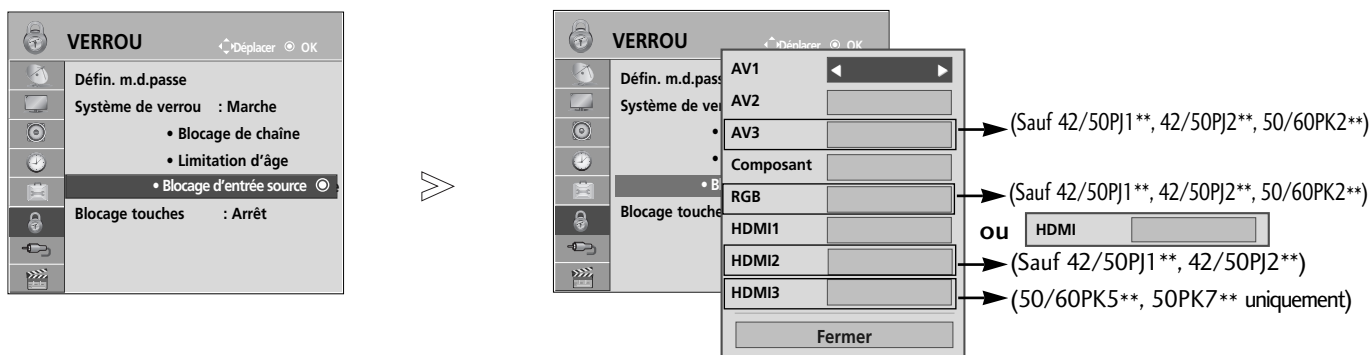 VERROU
Déplacer OK
Défin. m.d.passe
Système de verrou : Marche
• Blocage de chaîne
• Limitation d'âge
• Blocage d'entrée source
Blocage touches : Arrêt
VERROU
Déplacer OK
Défin. m.d.pass
Système de ver
•
•
• B
Blocage touche
AV1
AV2
AV3
Composant
RGB
HDMI1
HDMI2
HDMI3
Fermer
(Sauf 42/50PJ1**, 42/50PJ2**, 50/60PK2**)
(Sauf 42/50PJ1**, 42/50PJ2**, 50/60PK2**)
ou HDMI
(Sauf 42/50PJ1**, 42/50PJ2**)
(50/60PK5**, 50PK7** uniquement)